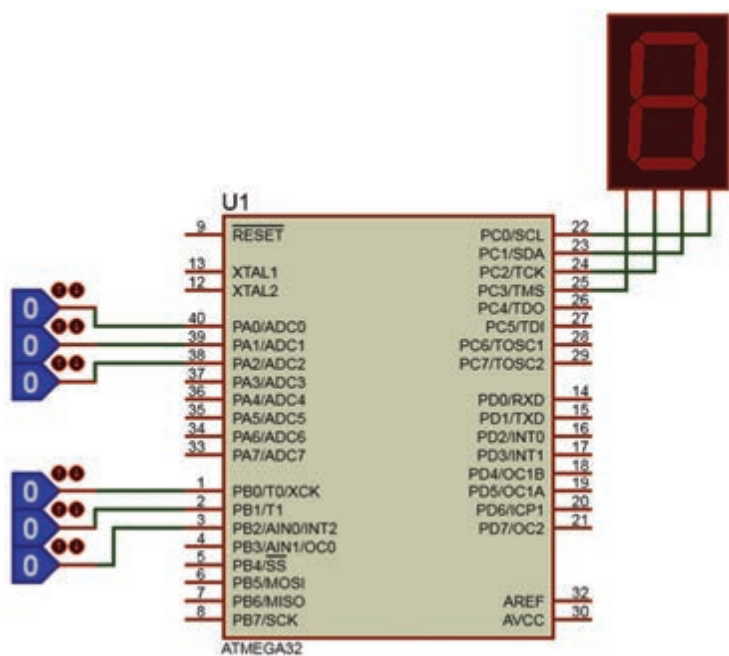 U1
9 RESET
13 XTAL1
12 XTAL2
0
0
0
40 PA0/ADC0
39 PA1/ADC1
38 PA2/ADC2
37 PA3/ADC3
36 PA4/ADC4
35 PA5/ADC5
34 PA6/ADC6
33 PA7/ADC7
0
0
0
1 PB0/T0/XCK
2 PB1/T1
3 PB2/AIN0/INT2
4 PB3/AIN1/OC0
5 PB4/SS
6 PB5/MOSI
7 PB6/MISO
8 PB7/SCK
PC0/SCL 22
PC1/SDA 23
PC2/TCK 24
PC3/TMS 25
PC4/TDO 26
PC5/TDI 27
PC6/TOSC1 28
PC7/TOSC2 29
PD0/RXD 14
PD1/TXD 15
PD2/INT0 16
PD3/INT1 17
PD4/OC1B 18
PD5/OC1A 19
PD6/ICP1 20
PD7/OC2 21
AREF 32
AVCC 30
ATMEGA32